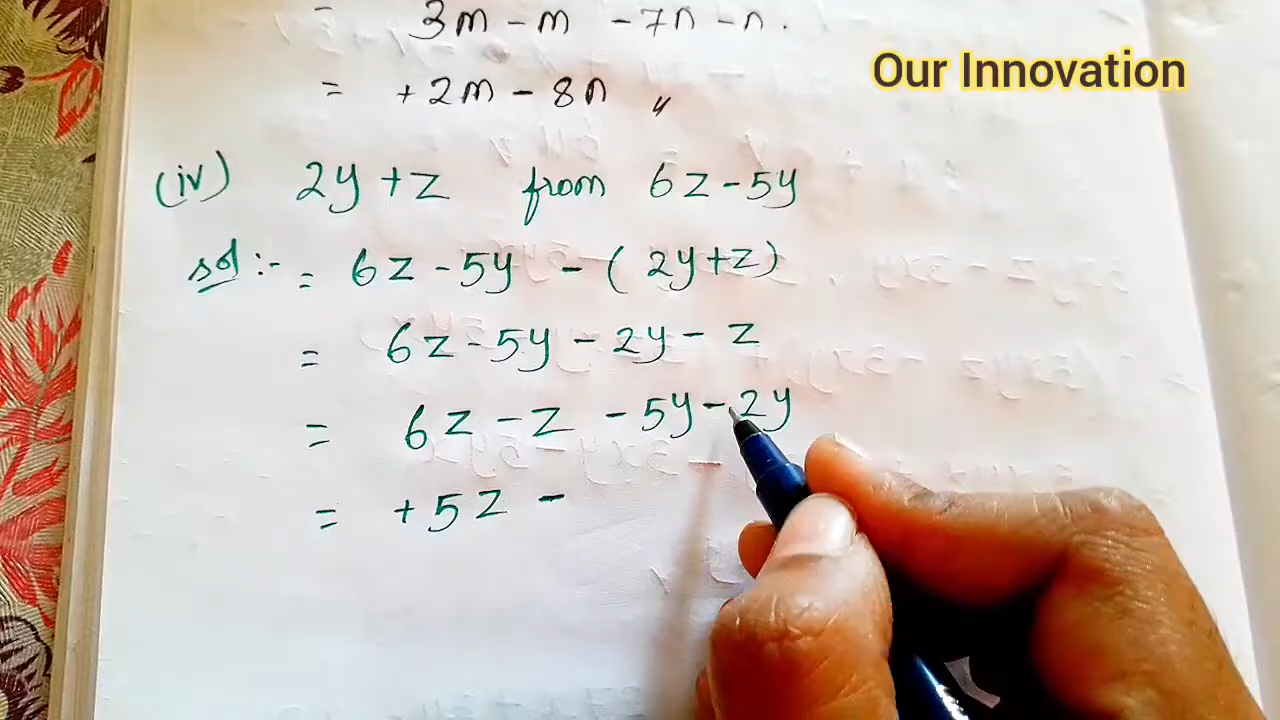 = 3m - m - 7n - n.
Our Innovation
= +2m - 8n "
(iv) 2y + z from 6z - 5y
sol :- = 6z - 5y - ( 2y+z)
= 6z - 5y - 2y - z
= 6z - z - 5y - 2y
= +5z -